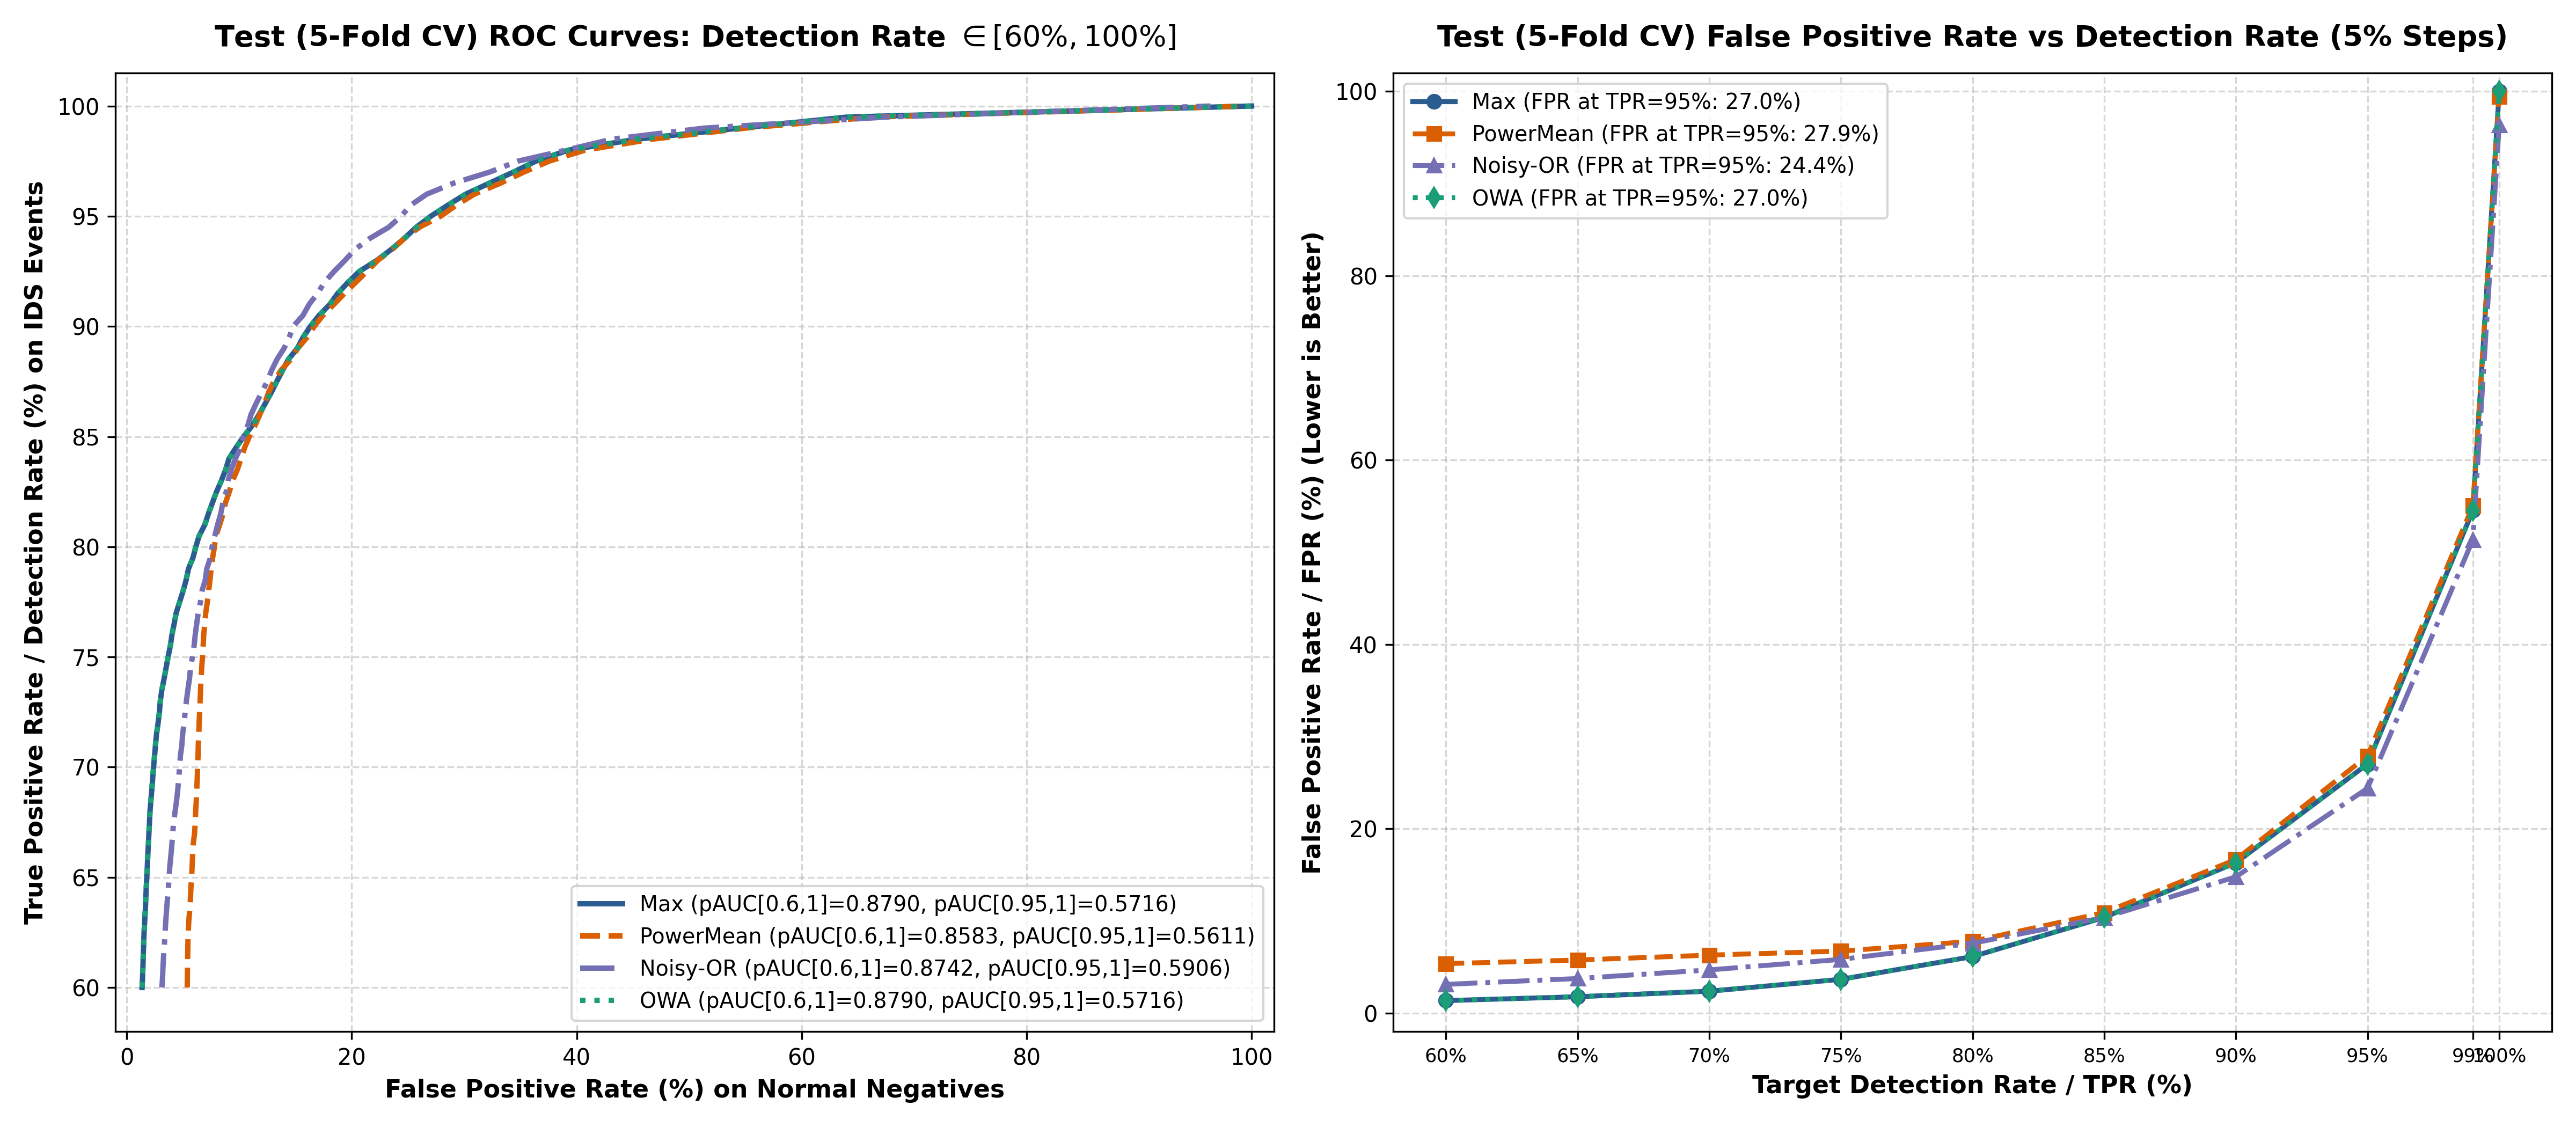 Test (5-Fold CV) ROC Curves: Detection Rate ∈ [60%, 100%]
True Positive Rate / Detection Rate (%) on IDS Events
100
95
90
85
80
75
70
65
60
Max (pAUC[0.6,1]=0.8790, pAUC[0.95,1]=0.5716)
PowerMean (pAUC[0.6,1]=0.8583, pAUC[0.95,1]=0.5611)
Noisy-OR (pAUC[0.6,1]=0.8742, pAUC[0.95,1]=0.5906)
OWA (pAUC[0.6,1]=0.8790, pAUC[0.95,1]=0.5716)
0 20 40 60 80 100
False Positive Rate (%) on Normal Negatives
Test (5-Fold CV) False Positive Rate vs Detection Rate (5% Steps)
False Positive Rate / FPR (%) (Lower is Better)
Max (FPR at TPR=95%: 27.0%)
PowerMean (FPR at TPR=95%: 27.9%)
Noisy-OR (FPR at TPR=95%: 24.4%)
OWA (FPR at TPR=95%: 27.0%)
100
80
60
40
20
0
60% 65% 70% 75% 80% 85% 90% 95% 99% 100%
Target Detection Rate / TPR (%)